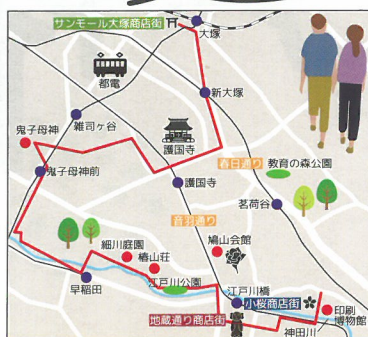 サンモール大塚商店街
大塚
都電
新大塚
鬼子母神
雑司ヶ谷
護国寺
春日通り
教育の森公園
鬼子母神前
護国寺
茗荷谷
音羽通り
細川庭園
鳩山会館
椿山荘
江戸川公園
江戸川橋
早稲田
小桜商店街
地蔵通り商店街
印刷
博物館
神田川